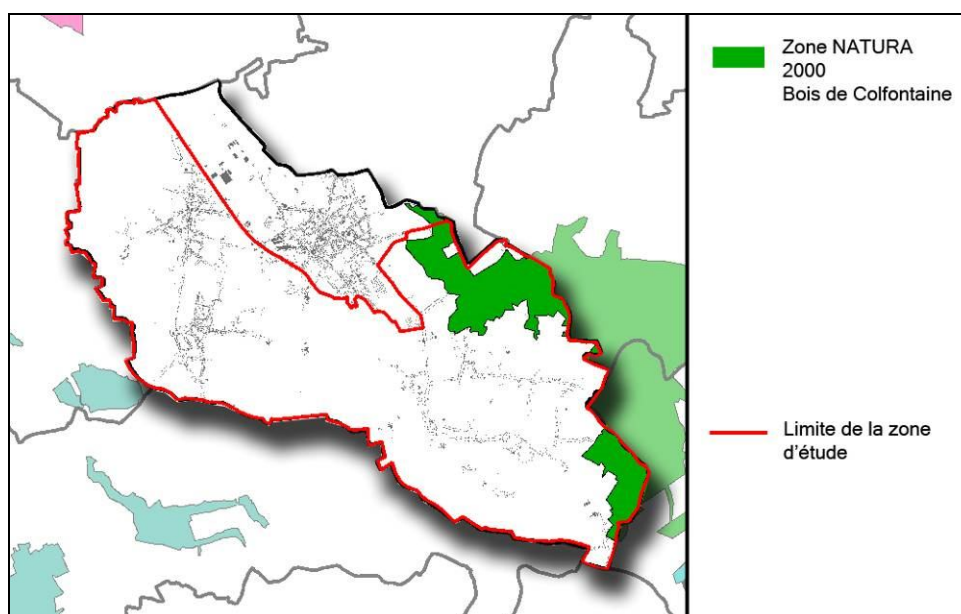 Zone NATURA
2000
Bois de Colfontaine
Limite de la zone
d'étude